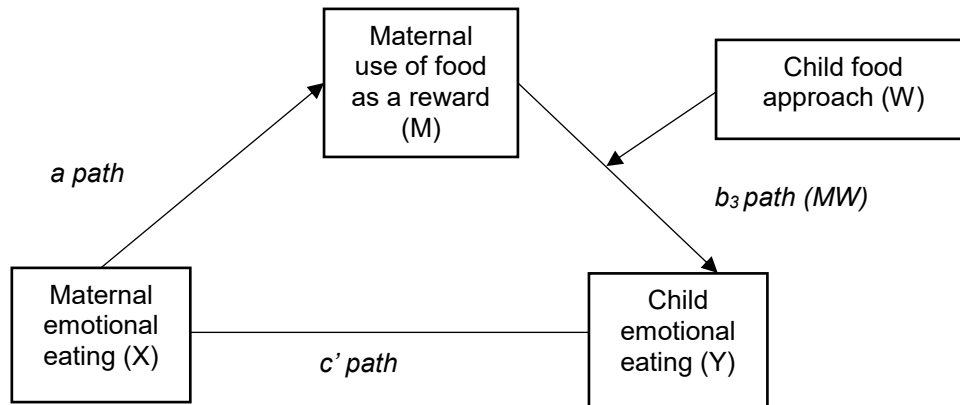 Maternal
use of food
as a reward
(M)
Child food
approach (W)
a path
b₃ path (MW)
Maternal
emotional
eating (X)
Child
emotional
eating (Y)
c' path